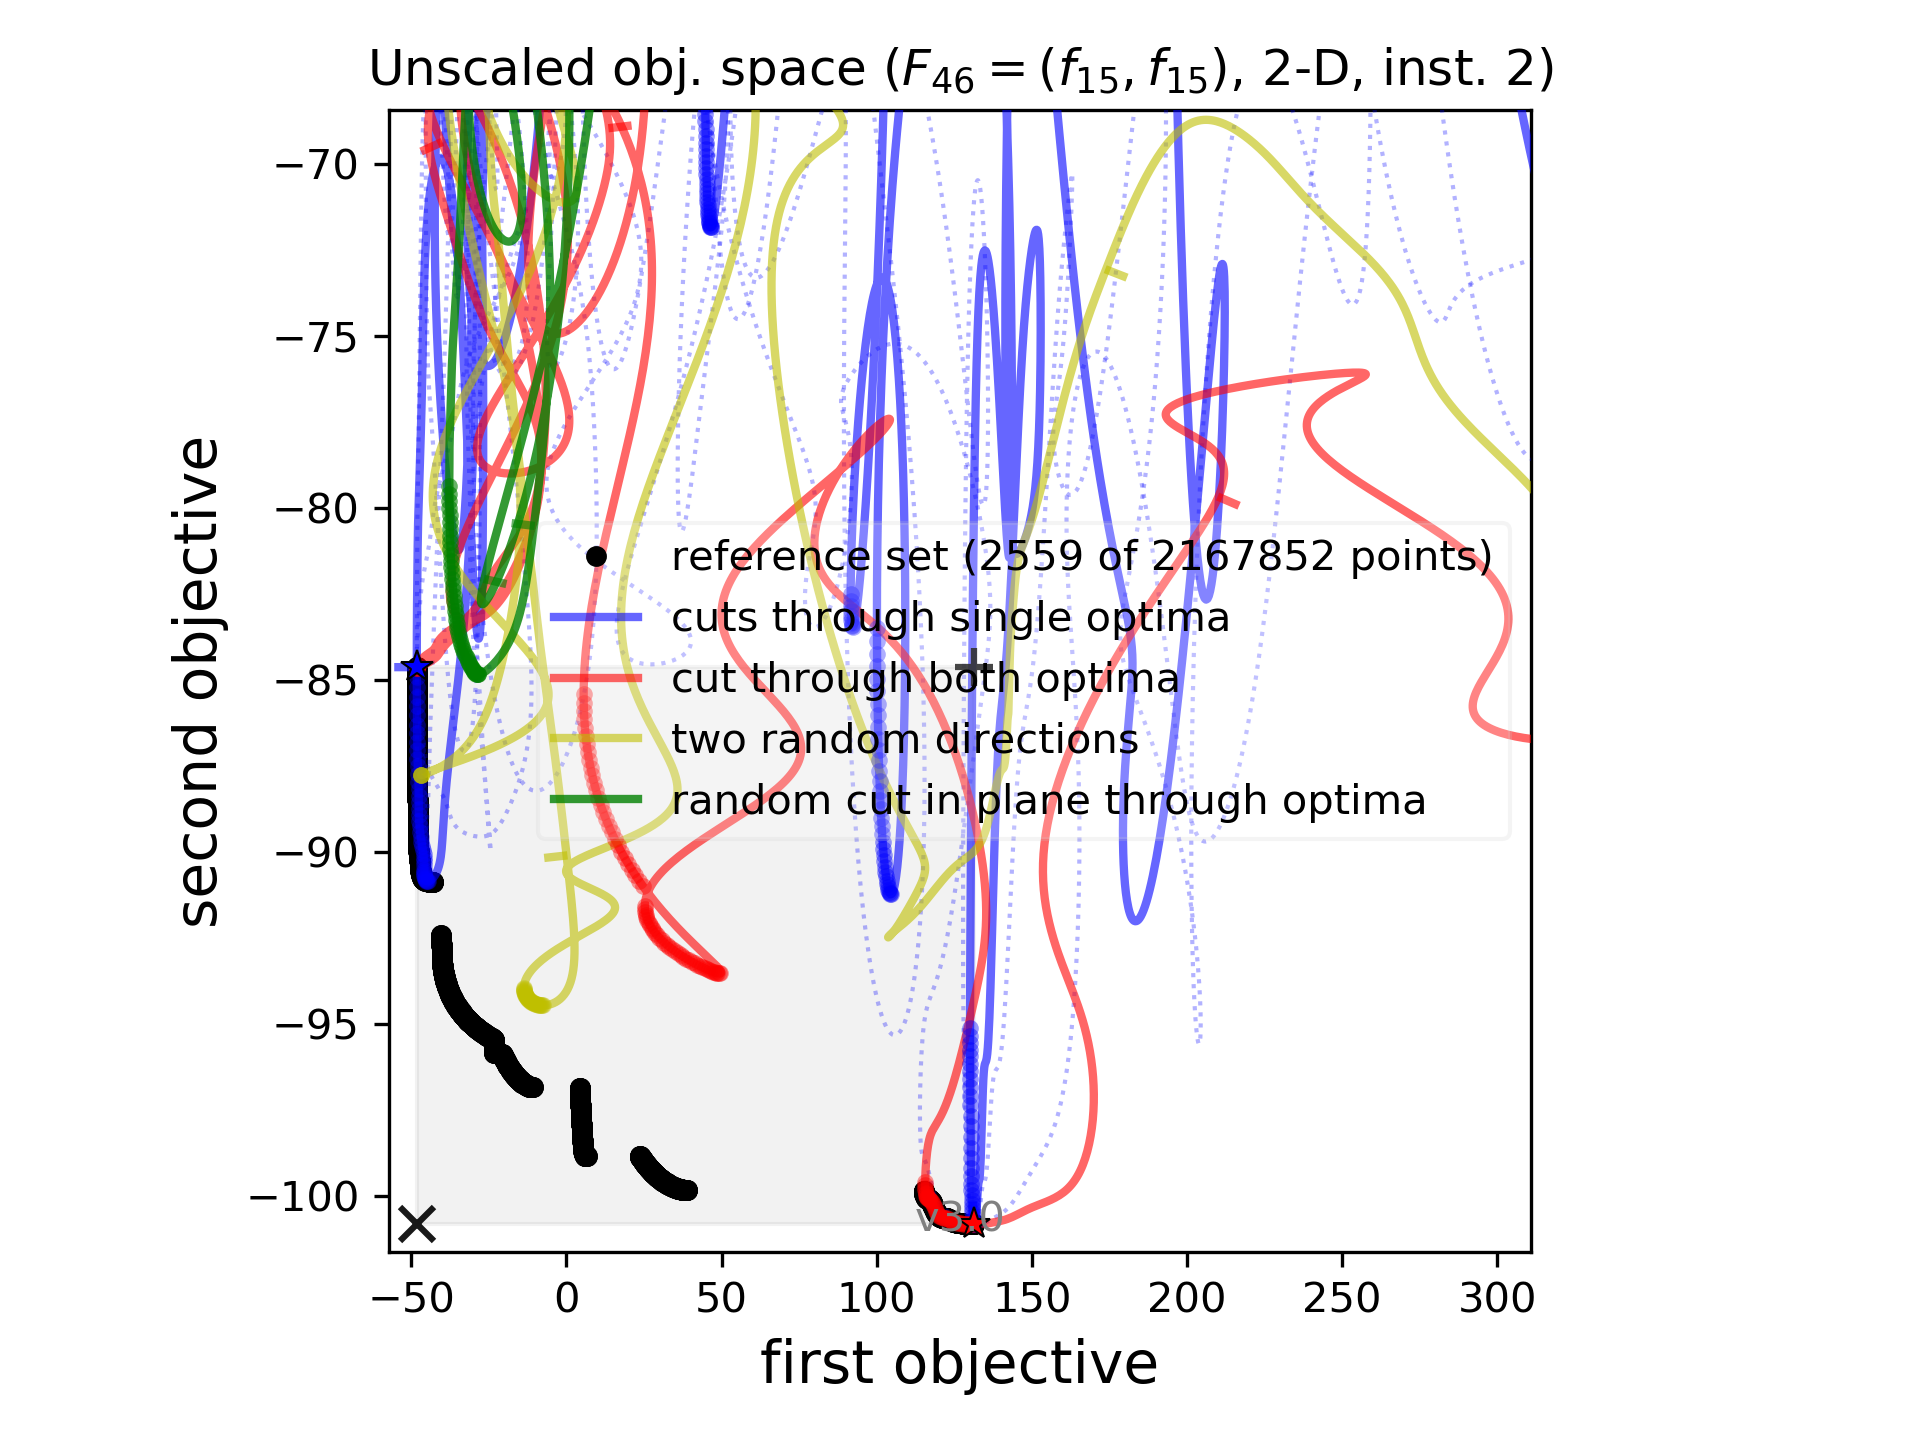 Unscaled obj. space (F46 = (f15, f15), 2-D, inst. 2)
second objective
−70
−75
−80
−85
−90
−95
−100
reference set (2559 of 2167852 points)
cuts through single optima
cut through both optima
two random directions
random cut in plane through optima
v3.0
−50 0 50 100 150 200 250 300
first objective